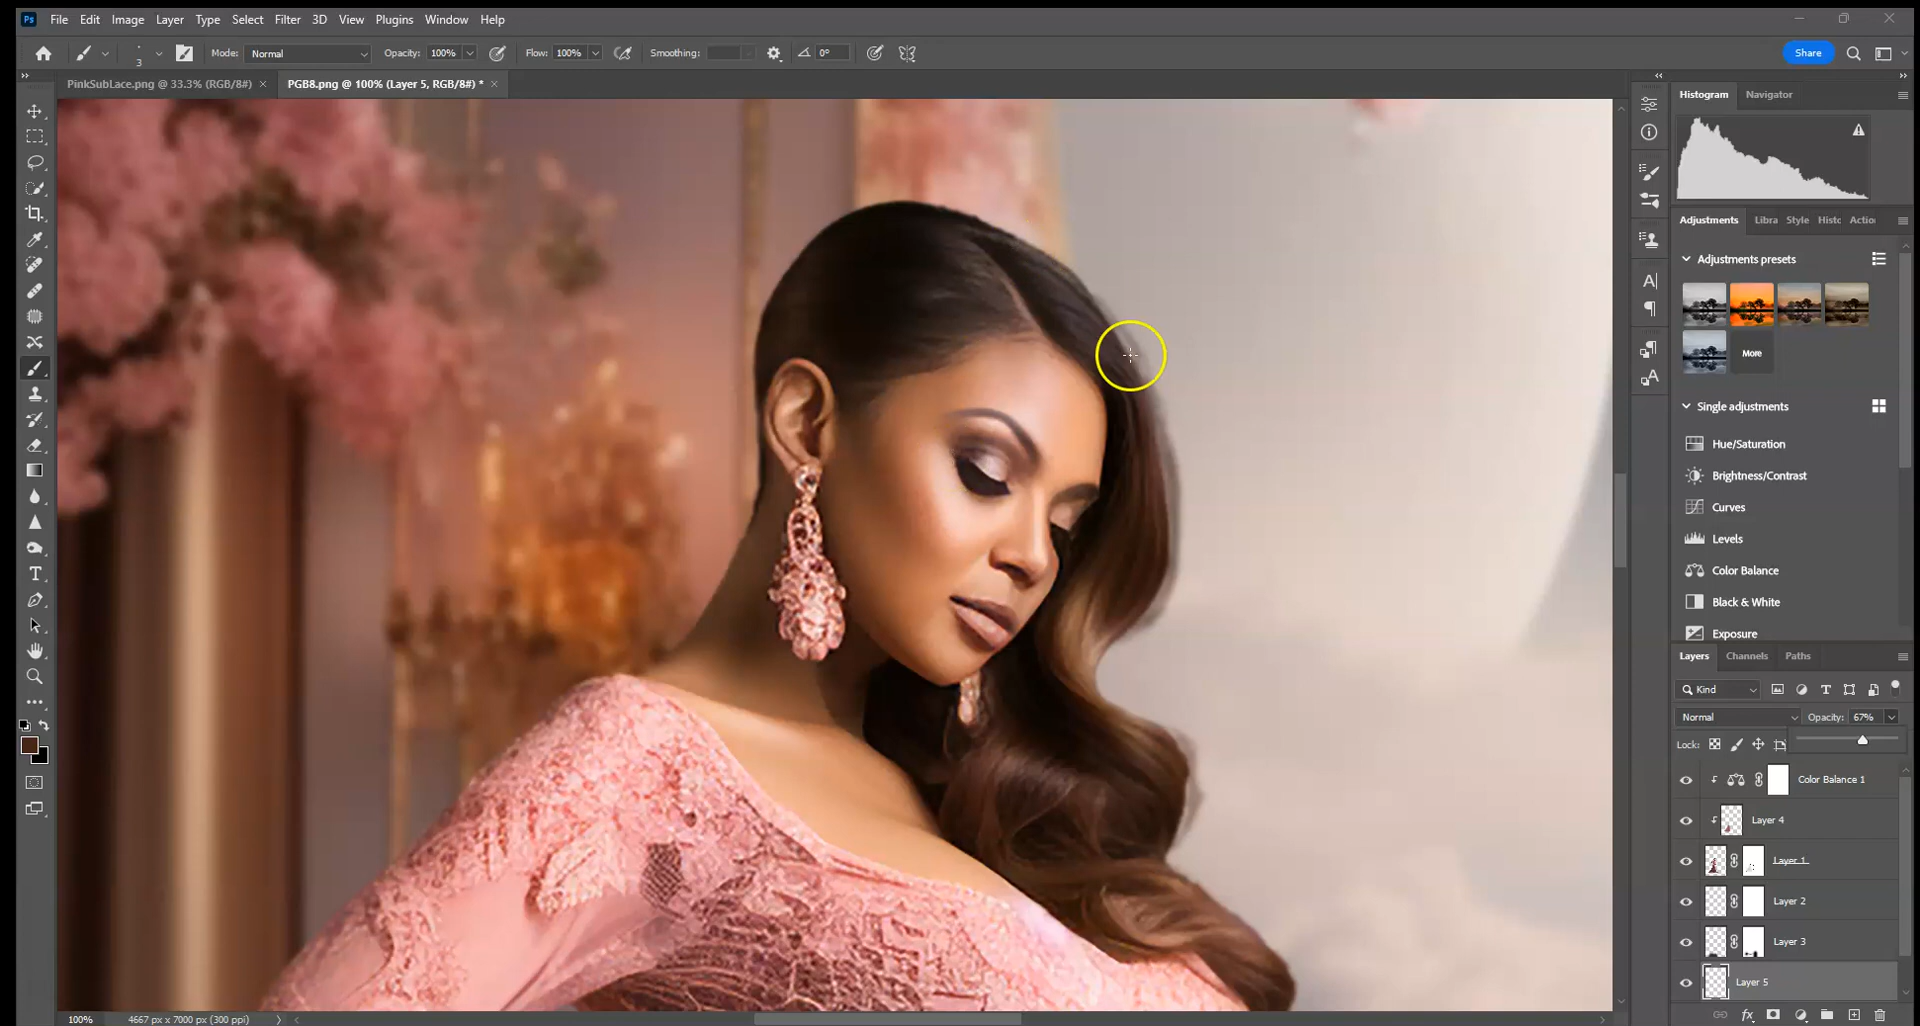 Ps File Edit Image Layer Type Select Filter 3D View Plugins Window Help
3 Mode: Normal Opacity: 100% Flow: 100% Smoothing: 0° Share
PinkSubLace.png @ 33.3% (RGB/8#) PGB8.png @ 100% (Layer 5, RGB/8#) *
Histogram Navigator
Adjustments Libra Style Histo Actio
Adjustments presets
More
Single adjustments
Hue/Saturation
Brightness/Contrast
Curves
Levels
Color Balance
Black & White
Exposure
Layers Channels Paths
Kind
Normal Opacity: 67%
Lock:
Color Balance 1
Layer 4
Layer 1
Layer 2
Layer 3
Layer 5
100% 4667 px x 7000 px (300 ppi)